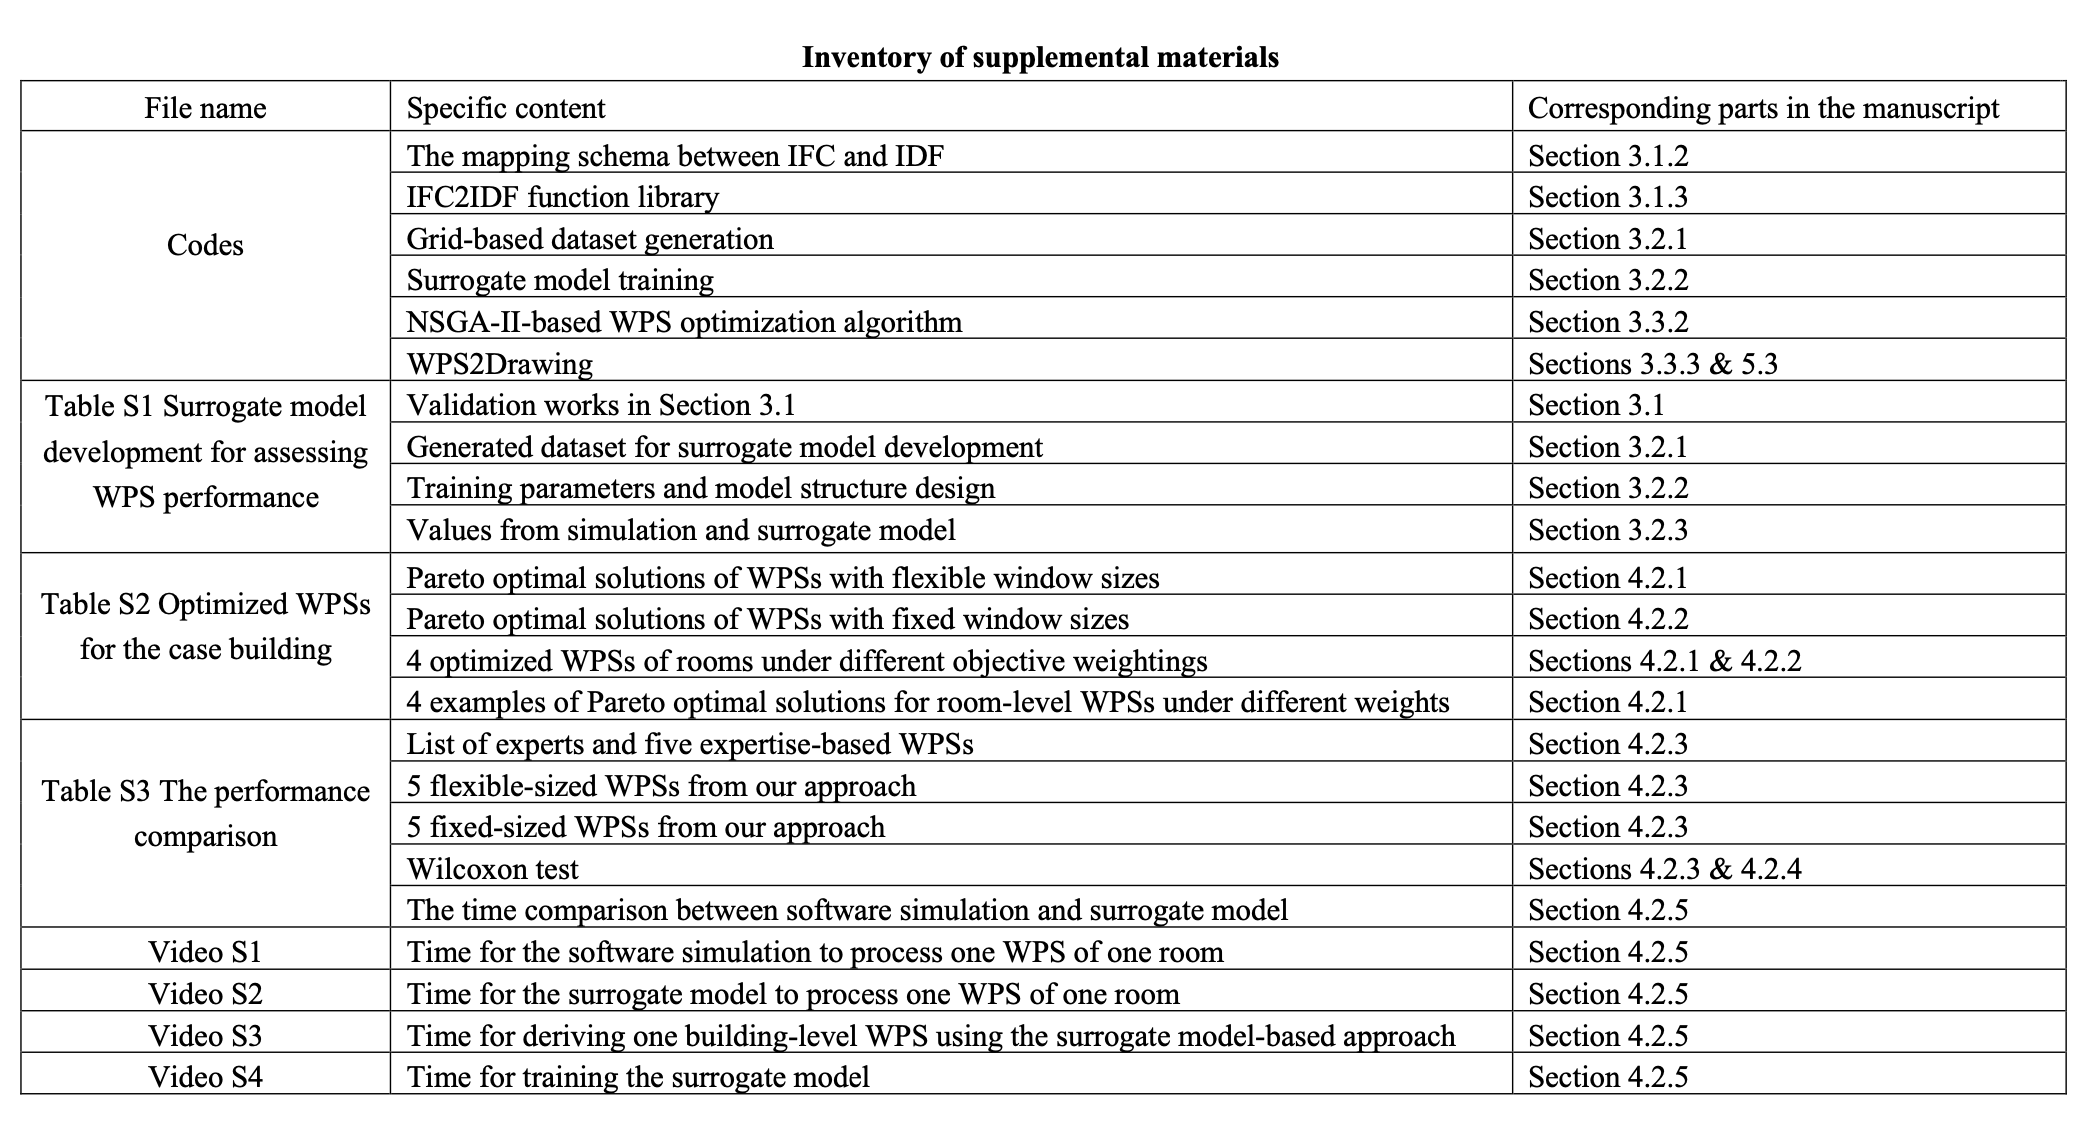 Inventory of supplemental materials
File name Specific content Corresponding parts in the manuscript
Codes
The mapping schema between IFC and IDF Section 3.1.2
IFC2IDF function library Section 3.1.3
Grid-based dataset generation Section 3.2.1
Surrogate model training Section 3.2.2
NSGA-II-based WPS optimization algorithm Section 3.3.2
WPS2Drawing Sections 3.3.3 & 5.3
Table S1 Surrogate model
development for assessing
WPS performance
Validation works in Section 3.1 Section 3.1
Generated dataset for surrogate model development Section 3.2.1
Training parameters and model structure design Section 3.2.2
Values from simulation and surrogate model Section 3.2.3
Table S2 Optimized WPSs
for the case building
Pareto optimal solutions of WPSs with flexible window sizes Section 4.2.1
Pareto optimal solutions of WPSs with fixed window sizes Section 4.2.2
4 optimized WPSs of rooms under different objective weightings Sections 4.2.1 & 4.2.2
4 examples of Pareto optimal solutions for room-level WPSs under different weights Section 4.2.1
Table S3 The performance
comparison
List of experts and five expertise-based WPSs Section 4.2.3
5 flexible-sized WPSs from our approach Section 4.2.3
5 fixed-sized WPSs from our approach Section 4.2.3
Wilcoxon test Sections 4.2.3 & 4.2.4
The time comparison between software simulation and surrogate model Section 4.2.5
Video S1 Time for the software simulation to process one WPS of one room Section 4.2.5
Video S2 Time for the surrogate model to process one WPS of one room Section 4.2.5
Video S3 Time for deriving one building-level WPS using the surrogate model-based approach Section 4.2.5
Video S4 Time for training the surrogate model Section 4.2.5